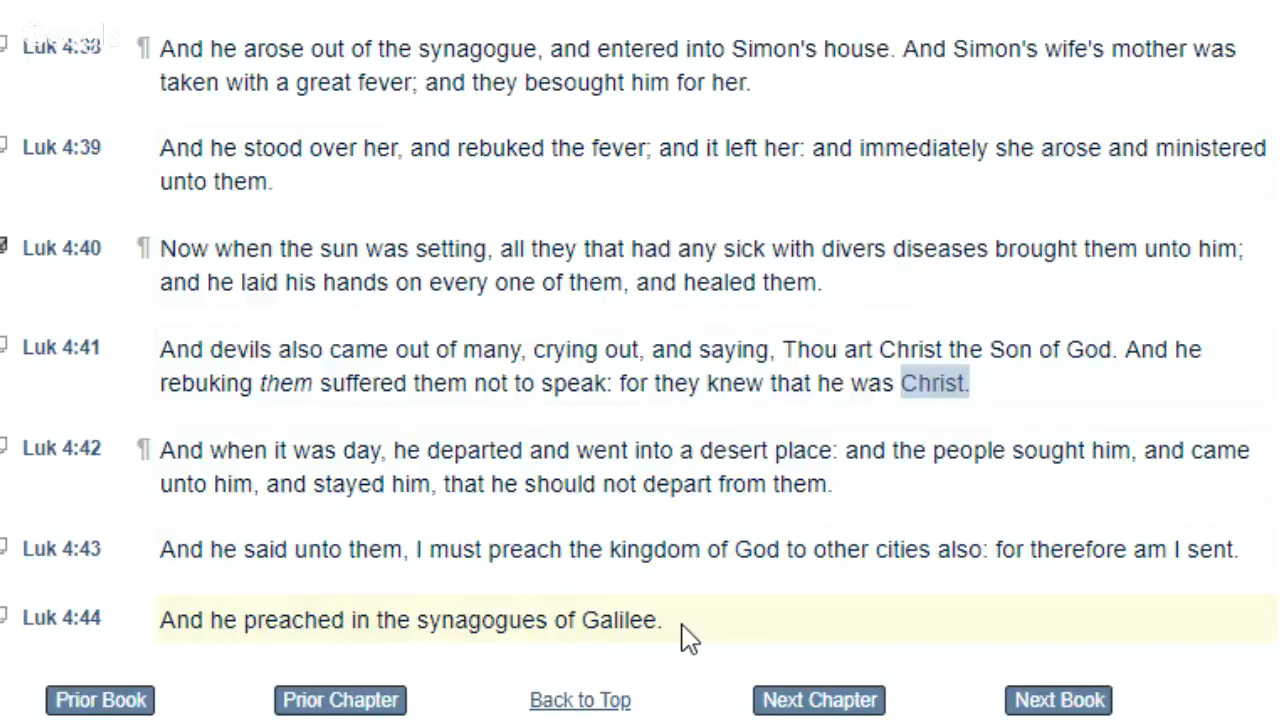 Luk 4:38 ¶ And he arose out of the synagogue, and entered into Simon's house. And Simon's wife's mother was
taken with a great fever; and they besought him for her.
Luk 4:39 And he stood over her, and rebuked the fever; and it left her: and immediately she arose and ministered
unto them.
Luk 4:40 ¶ Now when the sun was setting, all they that had any sick with divers diseases brought them unto him;
and he laid his hands on every one of them, and healed them.
Luk 4:41 And devils also came out of many, crying out, and saying, Thou art Christ the Son of God. And he
rebuking them suffered them not to speak: for they knew that he was Christ.
Luk 4:42 ¶ And when it was day, he departed and went into a desert place: and the people sought him, and came
unto him, and stayed him, that he should not depart from them.
Luk 4:43 And he said unto them, I must preach the kingdom of God to other cities also: for therefore am I sent.
Luk 4:44 And he preached in the synagogues of Galilee.
Prior Book Prior Chapter Back to Top Next Chapter Next Book